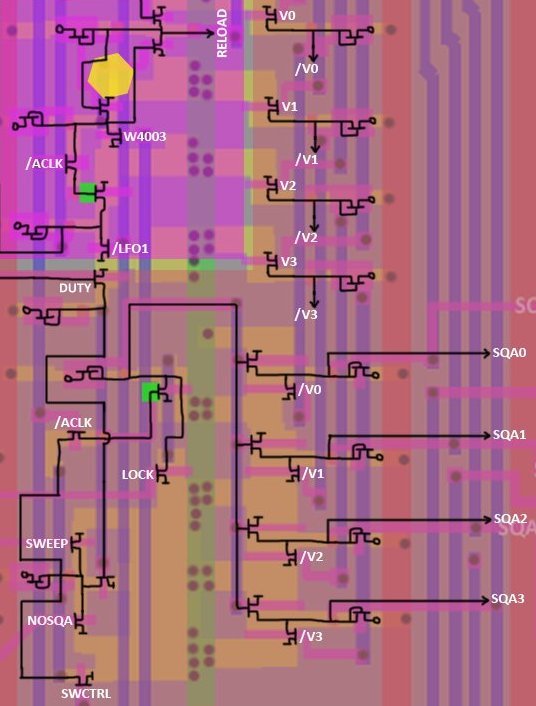 V0
RELOAD
/V0
V1
W4003
/V1
/ACLK
V2
/V2
/LFO1
V3
DUTY
/V3
SQA0
/V0
/ACLK
SQA1
LOCK
/V1
SQA2
SWEEP
/V2
SQA3
NOSQA
/V3
SWCTRL